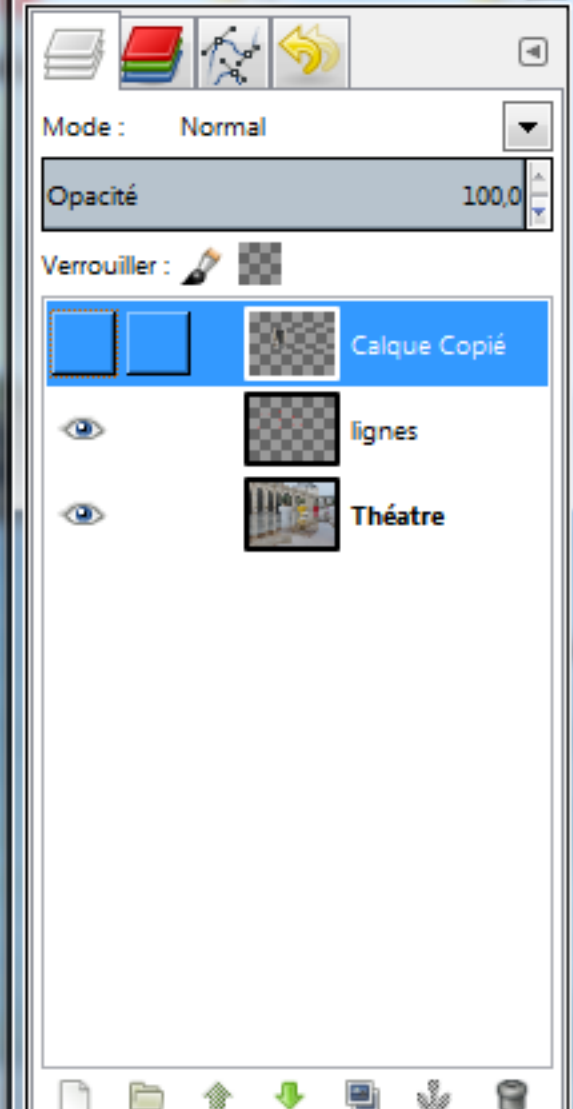 Mode : Normal
Opacité 100,0
Verrouiller :
Calque Copié
lignes
Théatre